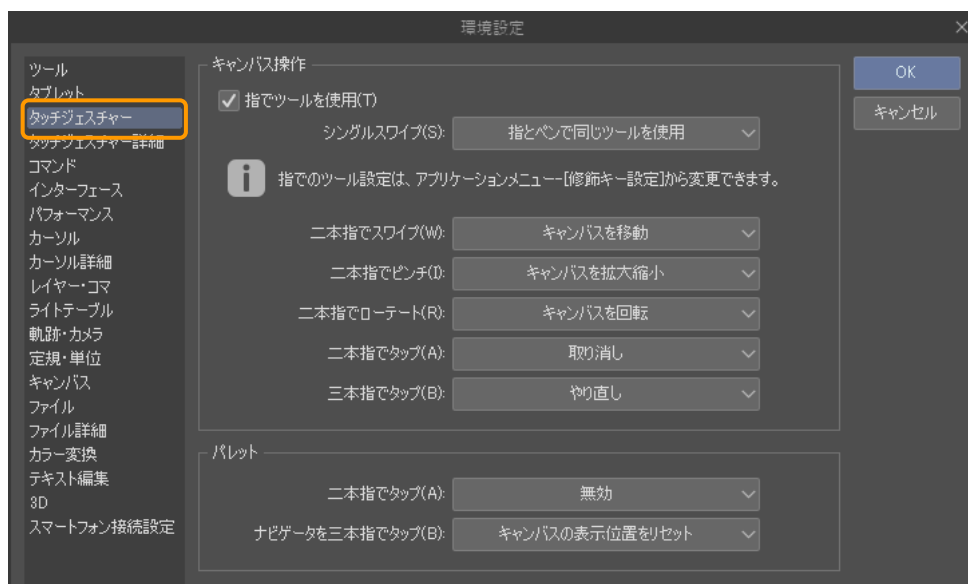 環境設定
ツール
タブレット
タッチジェスチャー
タッチジェスチャー詳細
コマンド
インターフェース
パフォーマンス
カーソル
カーソル詳細
レイヤー・コマ
ライトテーブル
軌跡・カメラ
定規・単位
キャンバス
ファイル
ファイル詳細
カラー変換
テキスト編集
3D
スマートフォン接続設定
キャンバス操作
指でツールを使用(T)
シングルスワイプ(S): 指とペンで同じツールを使用
指でのツール設定は、アプリケーションメニュー-[修飾キー設定]から変更できます。
二本指でスワイプ(W): キャンバスを移動
二本指でピンチ(I): キャンバスを拡大縮小
二本指でローテート(R): キャンバスを回転
二本指でタップ(A): 取り消し
三本指でタップ(B): やり直し
パレット
二本指でタップ(A): 無効
ナビゲータを三本指でタップ(B): キャンバスの表示位置をリセット
OK
キャンセル